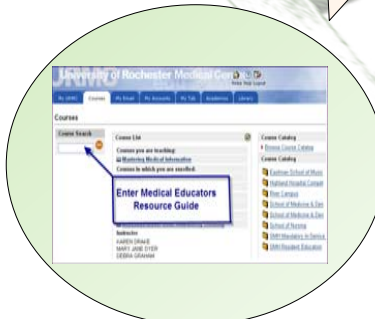 University of Rochester Medical Center
Print Help Logout
My URMC Courses My Email My Accounts My Tab Academics Library
Courses
Course Search
Course List
Courses you are teaching:
Mastering Medical Information
Courses in which you are enrolled:
Enter Medical Educators
Resource Guide
Instructor
KAREN DRAKE
MARY JANE DYER
DEBRA GRAHAM
Course Catalog
Browse Course Catalog
Course Catalog
Eastman School of Music
Highland Hospital
River Campus
School of Medicine & Den
School of Medicine & Den
School of Nursing
SMH Mandatory In-Service
SMH Resident Education